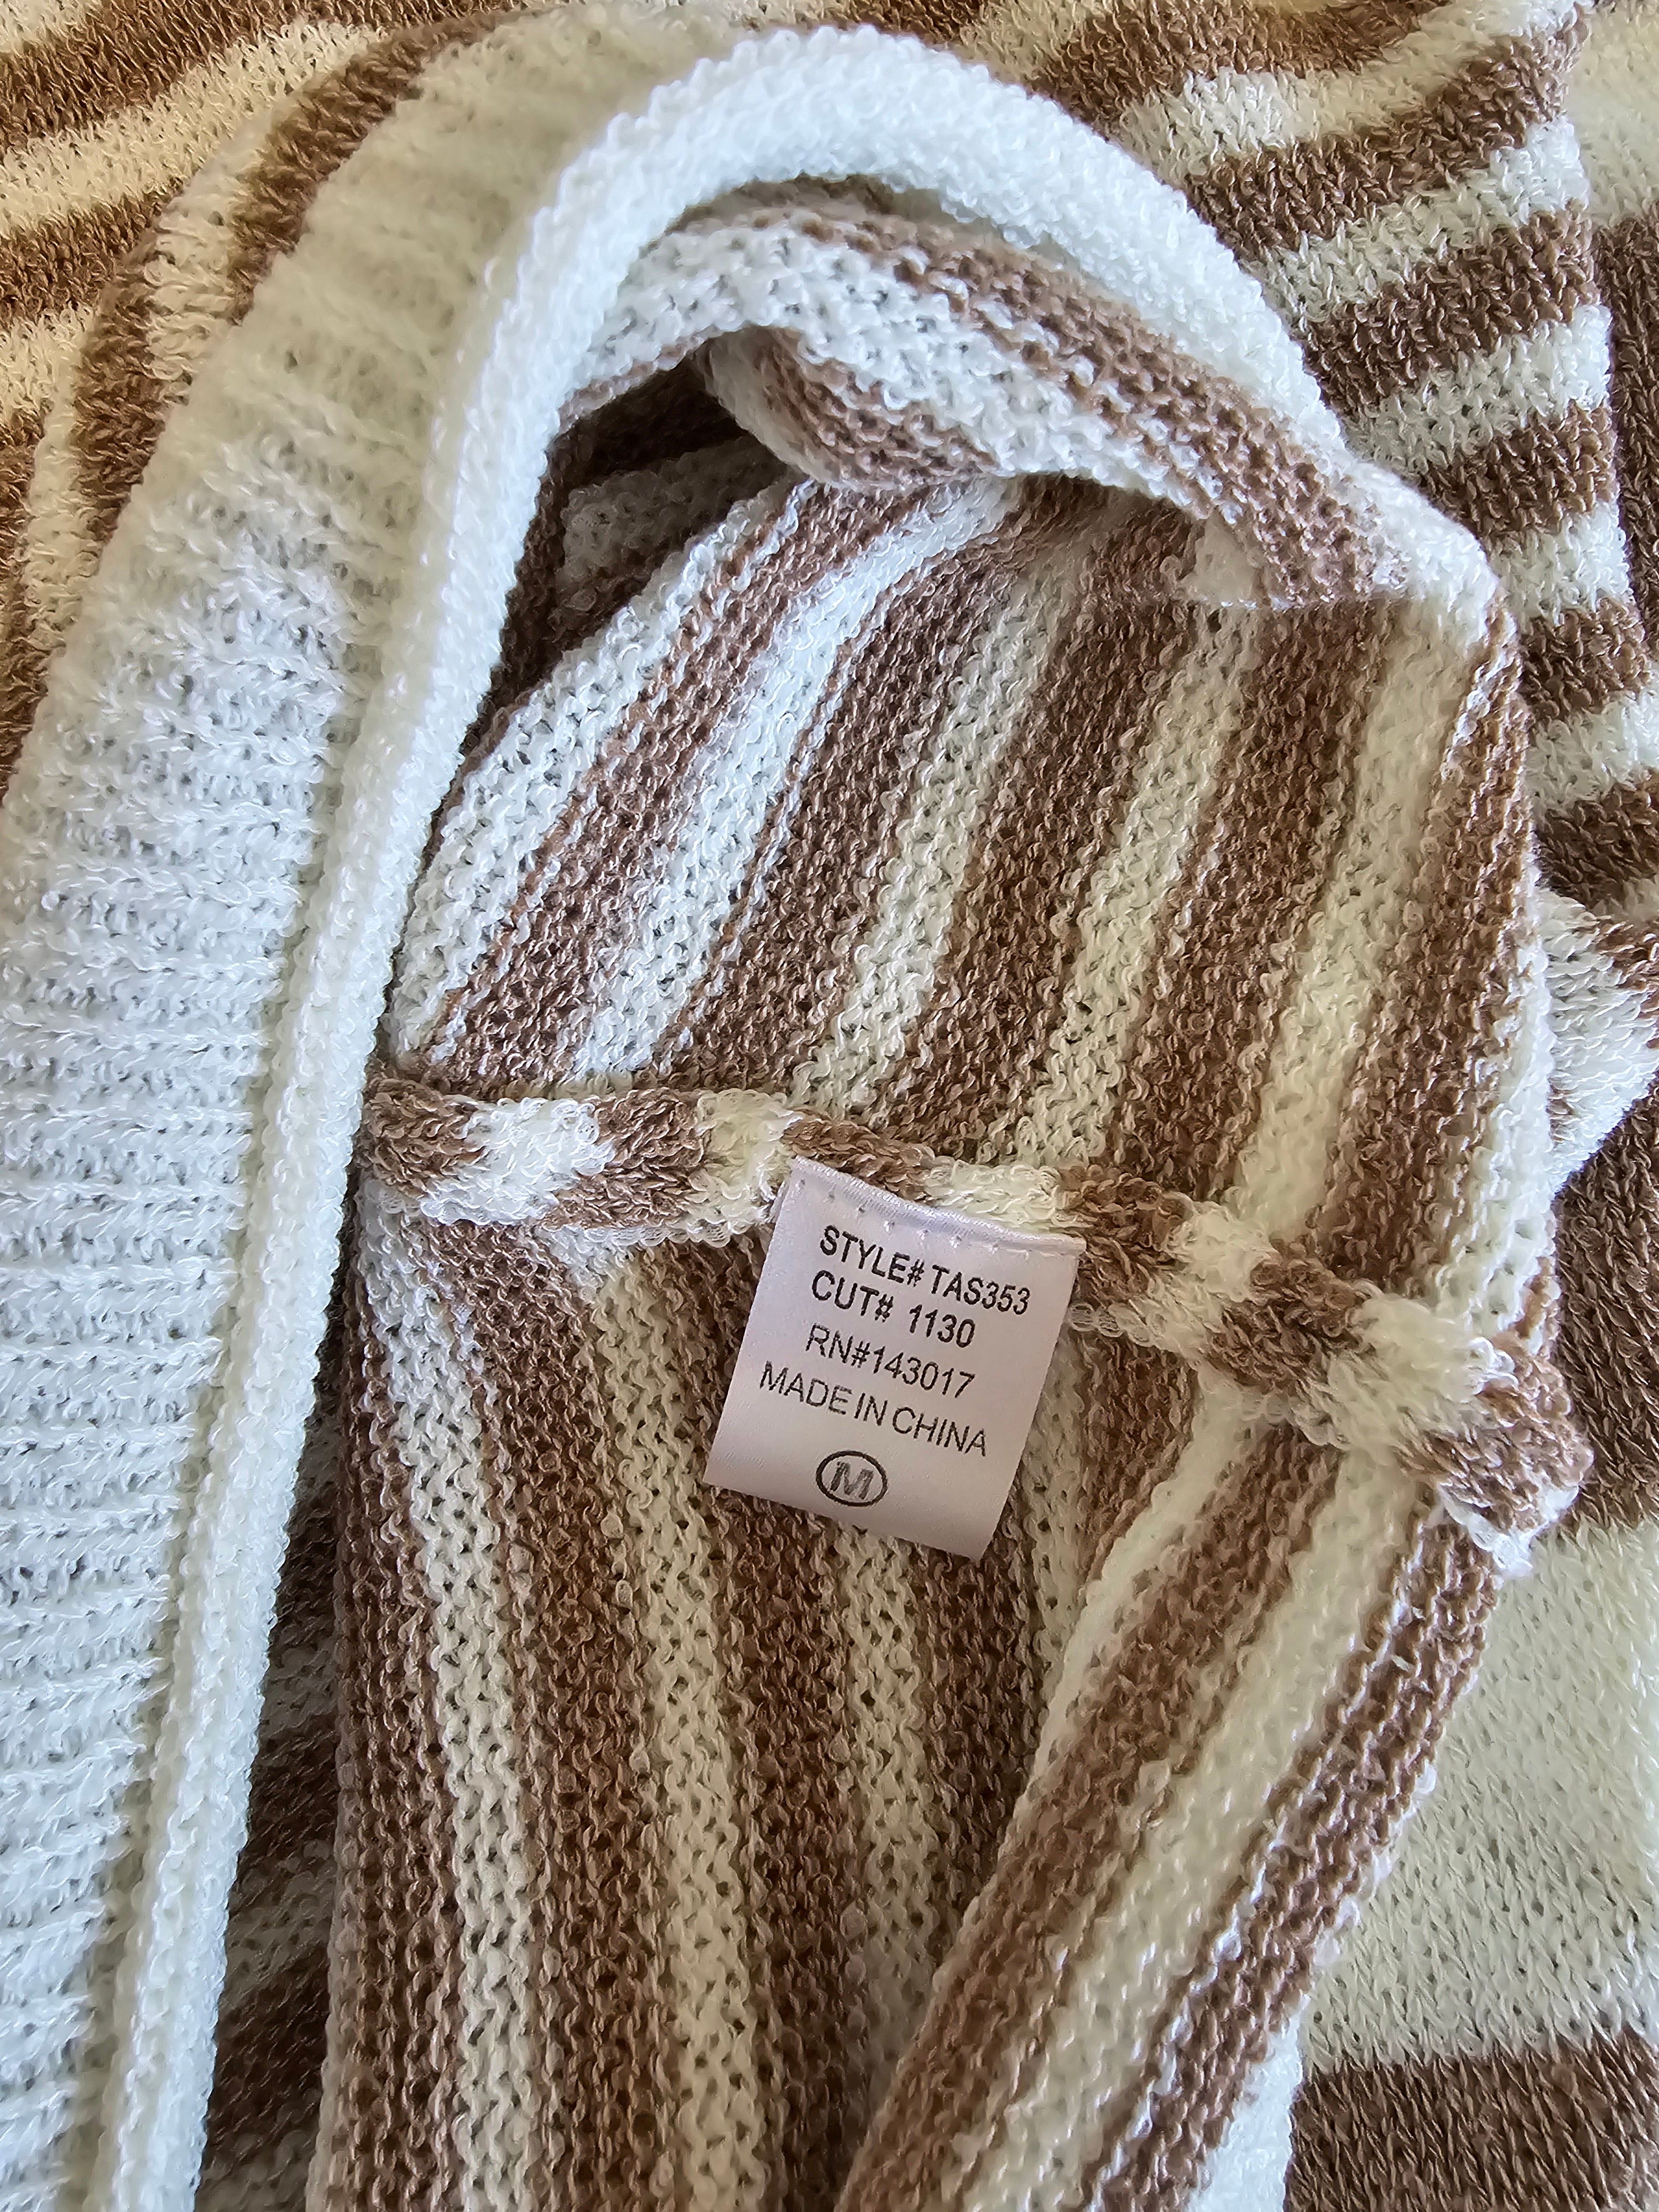 STYLE# TAS353
CUT# 1130
RN#143017
MADE IN CHINA
M